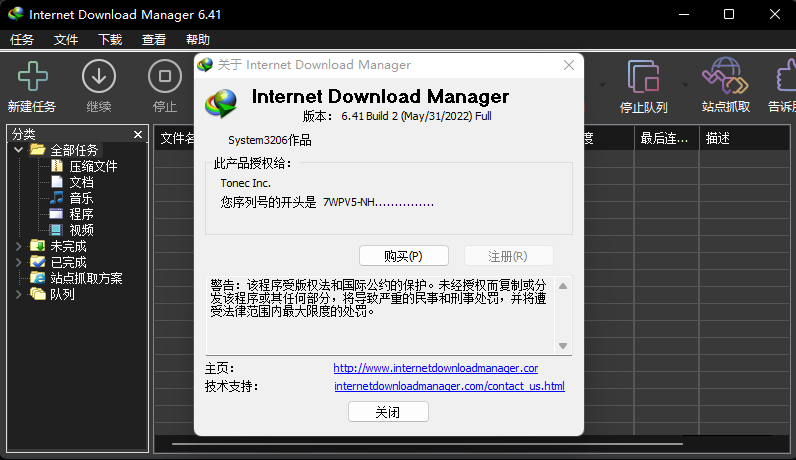 Internet Download Manager 6.41
任务 文件 下载 查看 帮助
新建任务 继续 停止 停止队列 站点抓取
分类
全部任务
压缩文件
文档
音乐
程序
视频
未完成
已完成
站点抓取方案
队列
文件名 度 最后连... 描述
关于 Internet Download Manager
Internet Download Manager
版本： 6.41 Build 2 (May/31/2022) Full
System3206作品
此产品授权给：
Tonec Inc.
您序列号的开头是 7WPV5-NH...............
购买(P) 注册(R)
警告：该程序受版权法和国际公约的保护。未经授权而复制或分
发该程序或其任何部分，将导致严重的民事和刑事处罚，并将遭
受法律范围内最大限度的处罚。
主页： http://www.internetdownloadmanager.cor
技术支持： internetdownloadmanager.com/contact_us.html
关闭